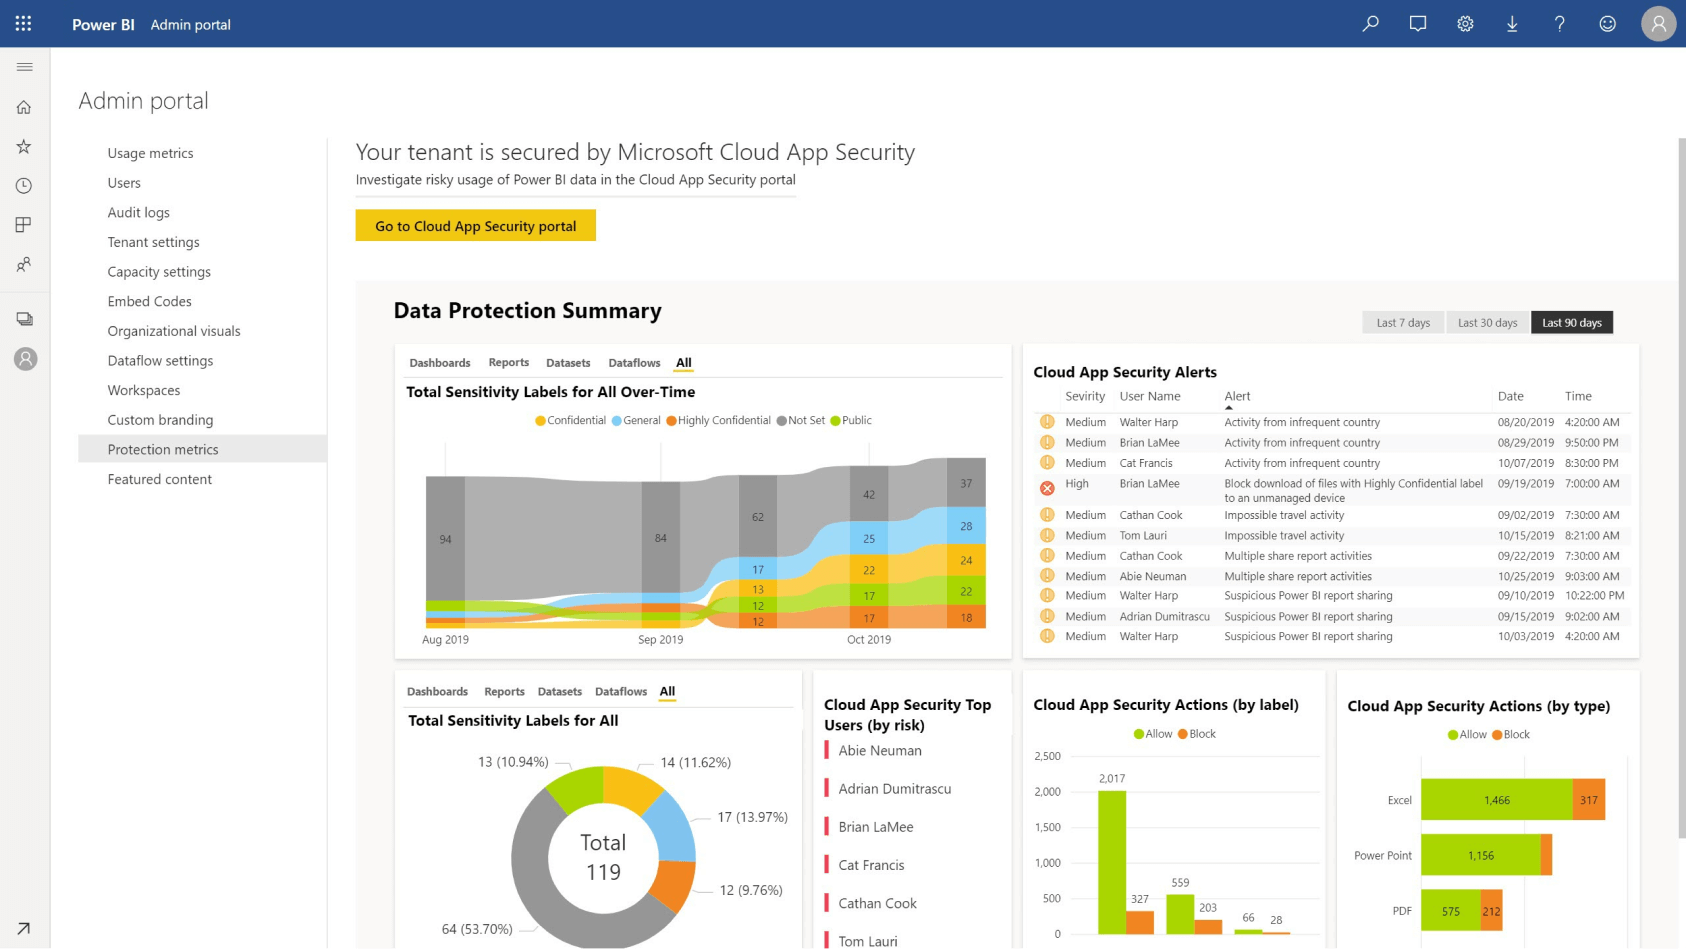 Power BI Admin portal
Admin portal
Usage metrics
Users
Audit logs
Tenant settings
Capacity settings
Embed Codes
Organizational visuals
Dataflow settings
Workspaces
Custom branding
Protection metrics
Featured content
Your tenant is secured by Microsoft Cloud App Security
Investigate risky usage of Power BI data in the Cloud App Security portal
Go to Cloud App Security portal
Data Protection Summary
Last 7 days Last 30 days Last 90 days
Dashboards Reports Datasets Dataflows All
Total Sensitivity Labels for All Over-Time
Confidential General Highly Confidential Not Set Public
94 84 62 42 37
17 25 28
13 22 24
12 17 22
12 17 18
Aug 2019 Sep 2019 Oct 2019
Cloud App Security Alerts
Sevirity User Name Alert Date Time
Medium Walter Harp Activity from infrequent country 08/20/2019 4:20:00 AM
Medium Brian LaMee Activity from infrequent country 08/29/2019 9:50:00 PM
Medium Cat Francis Activity from infrequent country 10/07/2019 8:30:00 PM
High Brian LaMee Block download of files with Highly Confidential label 09/19/2019 7:00:00 AM
to an unmanaged device
Medium Cathan Cook Impossible travel activity 09/02/2019 7:30:00 AM
Medium Tom Lauri Impossible travel activity 10/15/2019 8:21:00 AM
Medium Cathan Cook Multiple share report activities 09/22/2019 7:30:00 AM
Medium Abie Neuman Multiple share report activities 10/25/2019 9:03:00 AM
Medium Walter Harp Suspicious Power BI report sharing 09/10/2019 10:22:00 PM
Medium Adrian Dumitrascu Suspicious Power BI report sharing 09/15/2019 9:02:00 AM
Medium Walter Harp Suspicious Power BI report sharing 10/03/2019 4:20:00 AM
Dashboards Reports Datasets Dataflows All
Total Sensitivity Labels for All
13 (10.94%) 14 (11.62%)
17 (13.97%)
Total
119
12 (9.76%)
64 (53.70%)
Cloud App Security Top
Users (by risk)
Abie Neuman
Adrian Dumitrascu
Brian LaMee
Cat Francis
Cathan Cook
Tom Lauri
Cloud App Security Actions (by label)
Allow Block
2,500
2,000
1,500
1,000
500
0
2,017
327
559
203
66
28
Cloud App Security Actions (by type)
Allow Block
Excel 1,466 317
Power Point 1,156
PDF 575 212